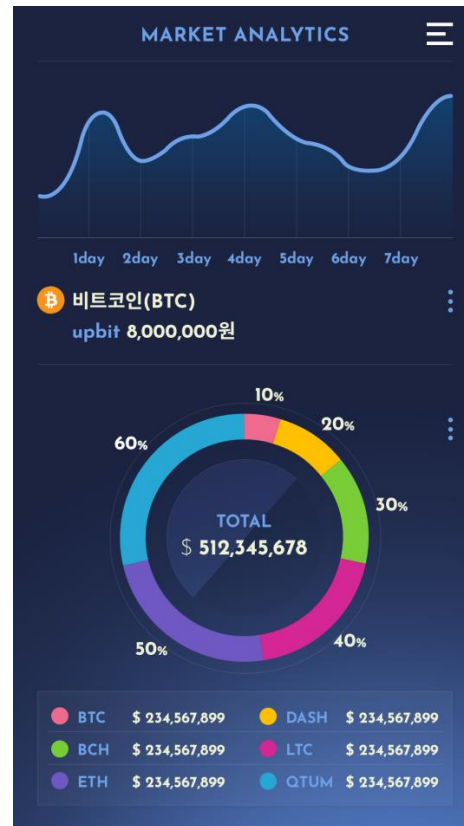 MARKET ANALYTICS
1day 2day 3day 4day 5day 6day 7day
비트코인(BTC)
upbit 8,000,000원
10%
20%
60%
30%
TOTAL
$ 512,345,678
40%
50%
BTC $ 234,567,899 DASH $ 234,567,899
BCH $ 234,567,899 LTC $ 234,567,899
ETH $ 234,567,899 QTUM $ 234,567,899